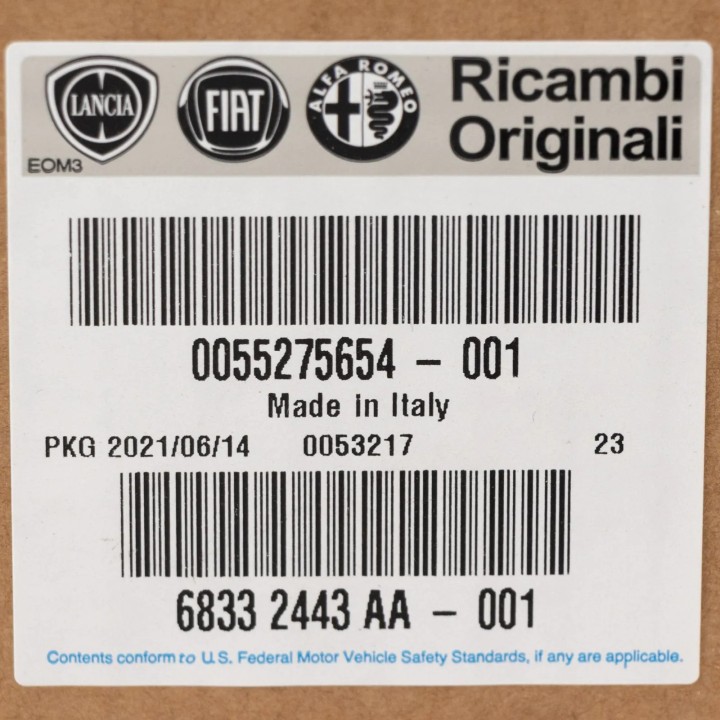 LANCIA FIAT ALFA ROMEO Ricambi
Originali
EOM3
0055275654 - 001
Made in Italy
PKG 2021/06/14 0053217 23
6833 2443 AA - 001
Contents conform to U.S. Federal Motor Vehicle Safety Standards, if any are applicable.